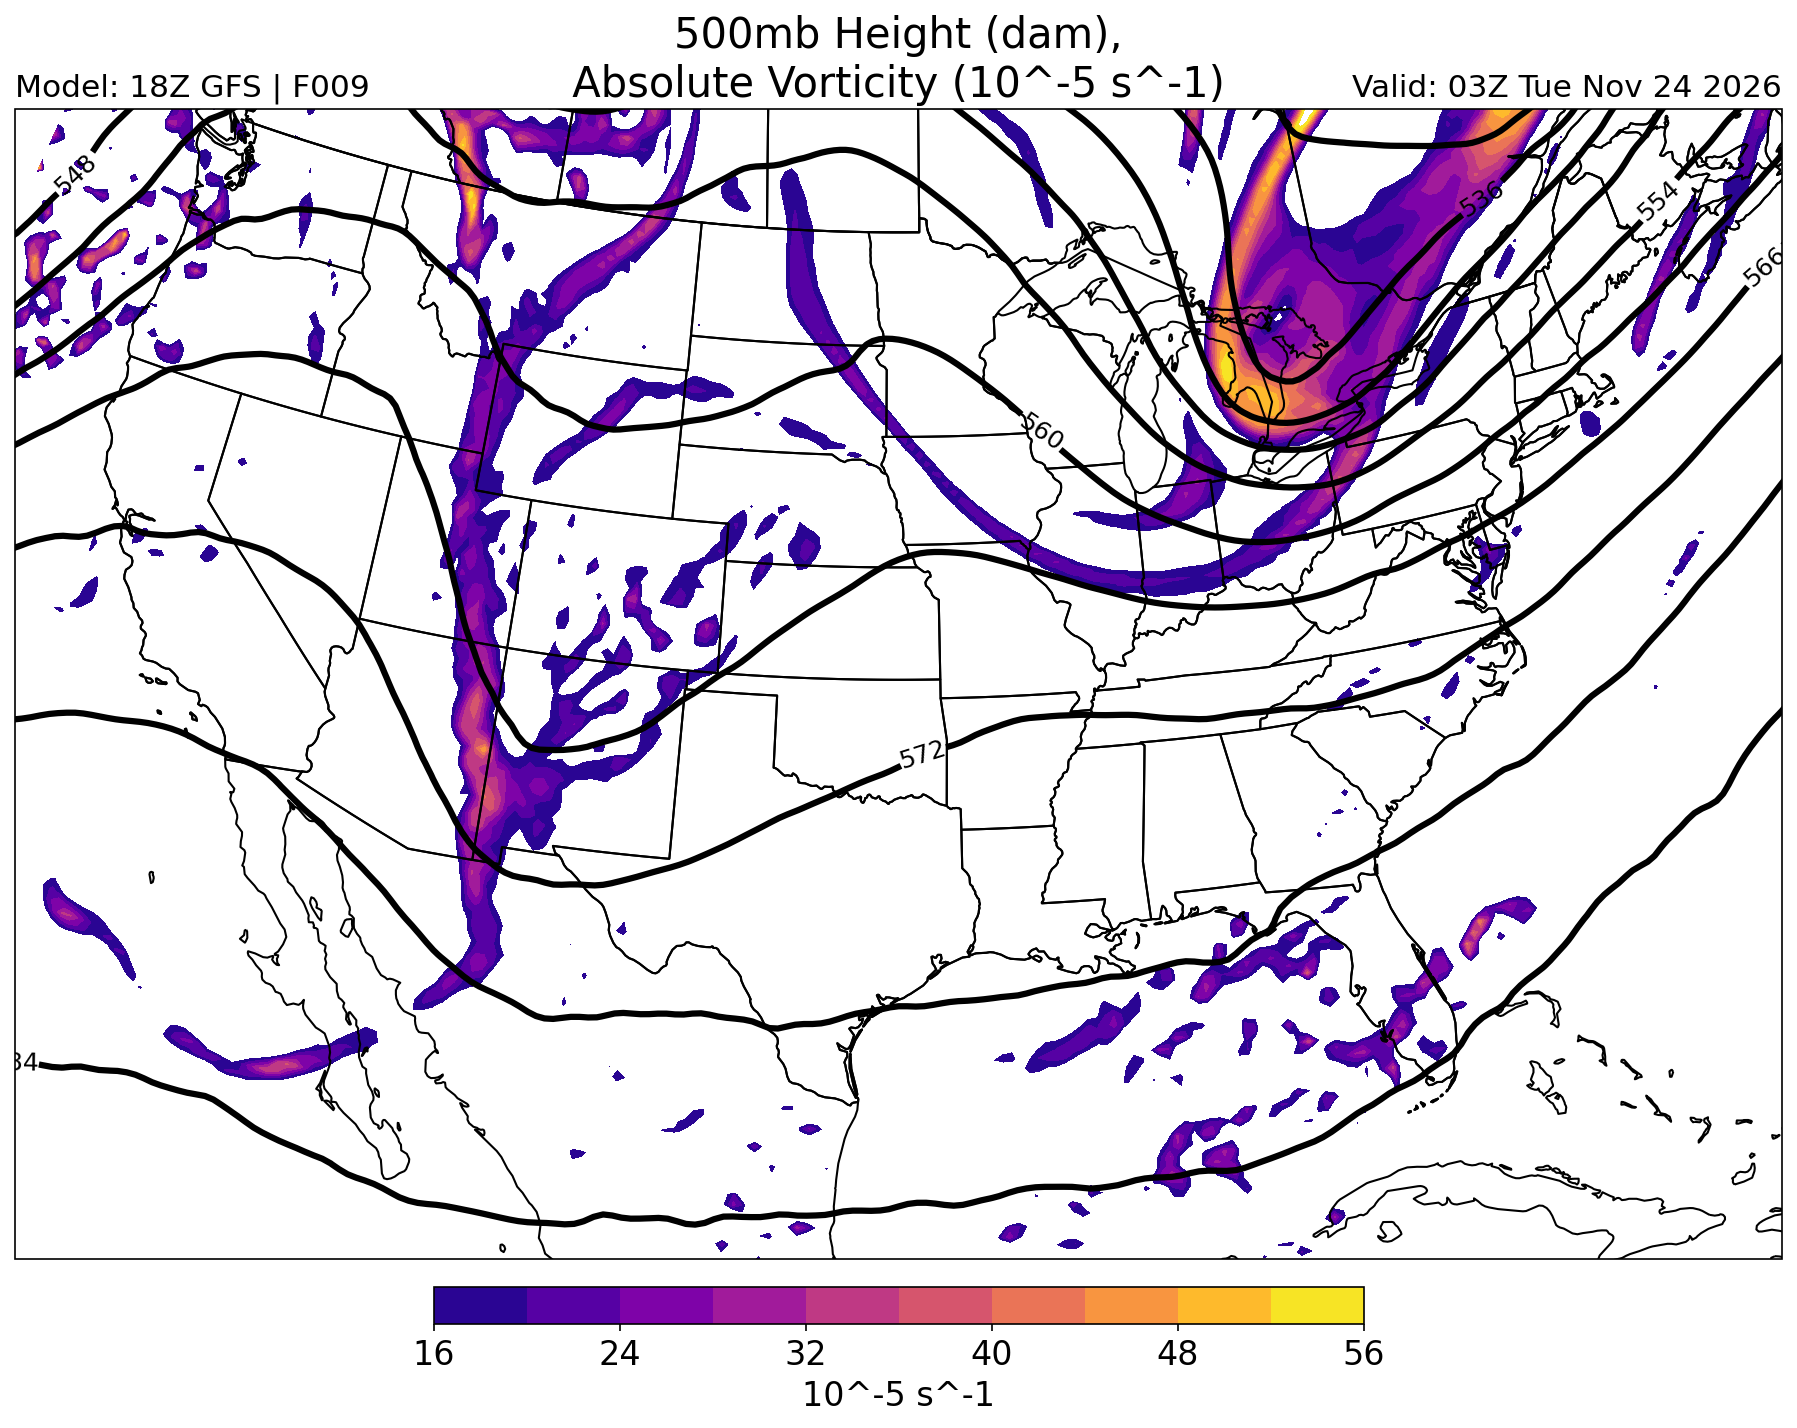 500mb Height (dam),
Model: 18Z GFS | F009
Absolute Vorticity (10^-5 s^-1)
Valid: 03Z Tue Nov 24 2026
548
536
554
566
560
572
34
16
24
32
40
48
56
10^-5 s^-1